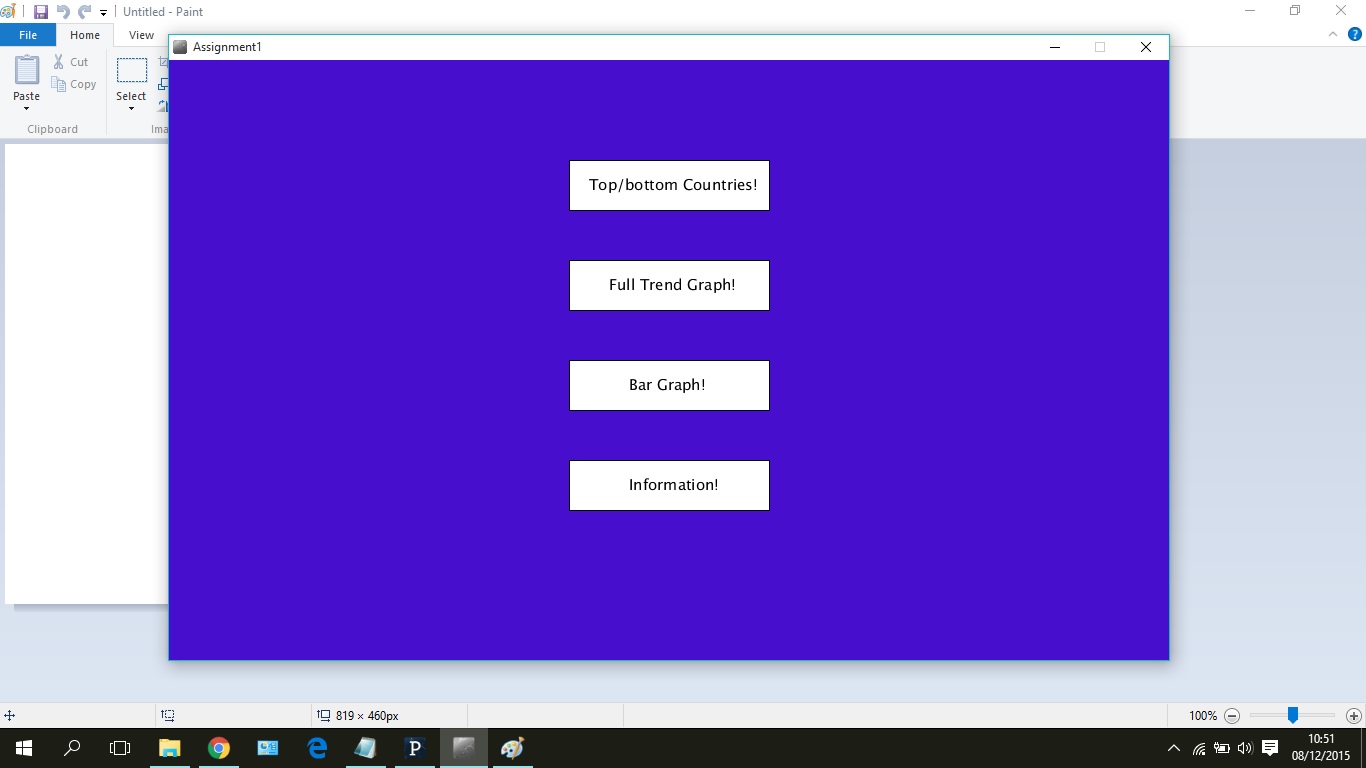 Untitled - Paint
File Home View
Assignment1
Paste
Cut
Copy
Select
Clipboard
Ima
Top/bottom Countries!
Full Trend Graph!
Bar Graph!
Information!
819 × 460px
100%
10:51
08/12/2015